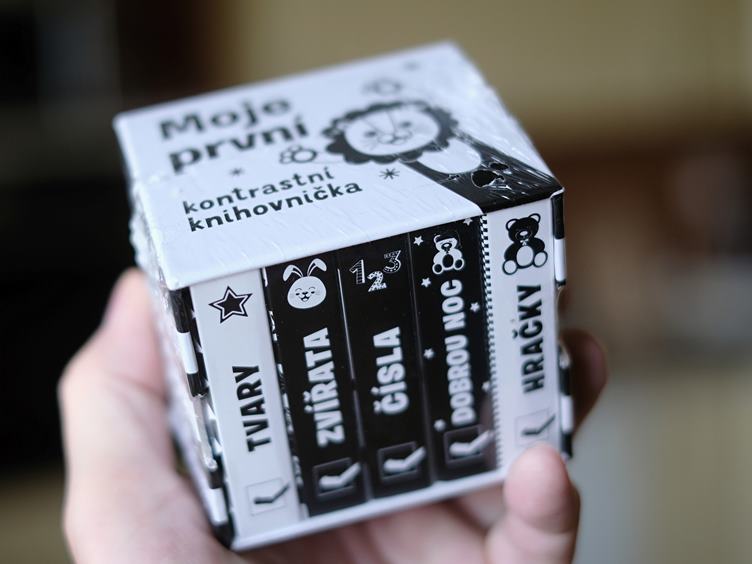 Moje
první
kontrastní
knihovnička
TVARY
ZVÍŘATA
123
ČÍSLA
DOBROU NOC
HRAČKY